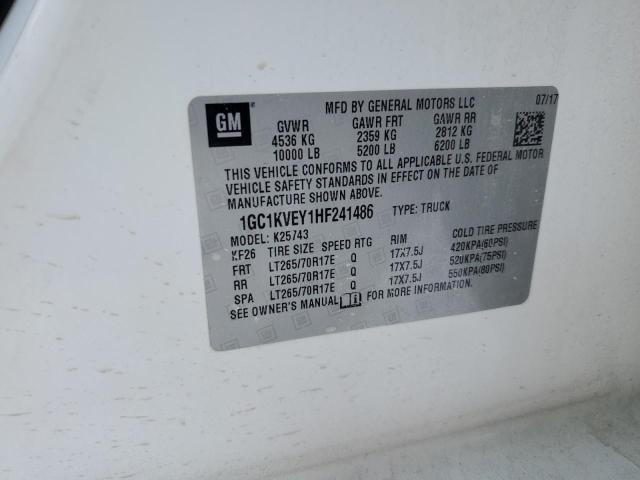 GM
MFD BY GENERAL MOTORS LLC 07/17
GVWR GAWR FRT GAWR RR
4536 KG 2359 KG 2812 KG
10000 LB 5200 LB 6200 LB
THIS VEHICLE CONFORMS TO ALL APPLICABLE U.S. FEDERAL MOTOR
VEHICLE SAFETY STANDARDS IN EFFECT ON THE DATE OF
MANUFACTURE SHOWN ABOVE.
1GC1KVEY1HF241486 TYPE: TRUCK
MODEL: K25743
KF26 TIRE SIZE SPEED RTG RIM COLD TIRE PRESSURE
FRT LT265/70R17E Q 17X7.5J 420KPA(60PSI)
RR LT265/70R17E Q 17X7.5J 520KPA(75PSI)
SPA LT265/70R17E Q 17X7.5J 550KPA(80PSI)
SEE OWNER'S MANUAL FOR MORE INFORMATION.